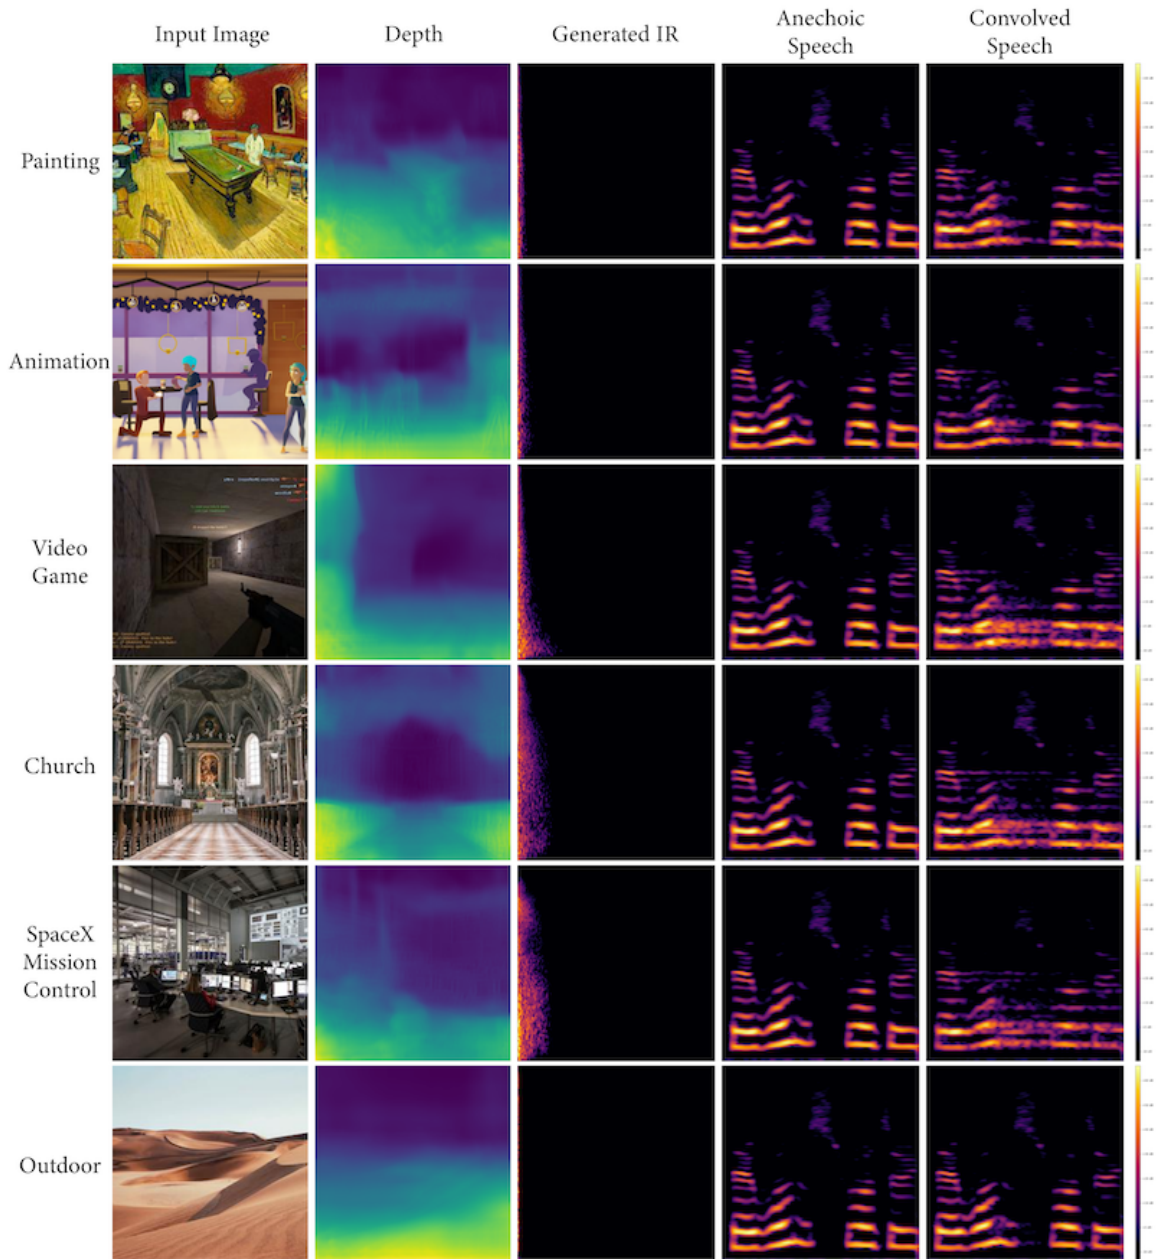 Input Image
Depth
Generated IR
Anechoic
Speech
Convolved
Speech
Painting
Animation
Video
Game
Church
SpaceX
Mission
Control
Outdoor